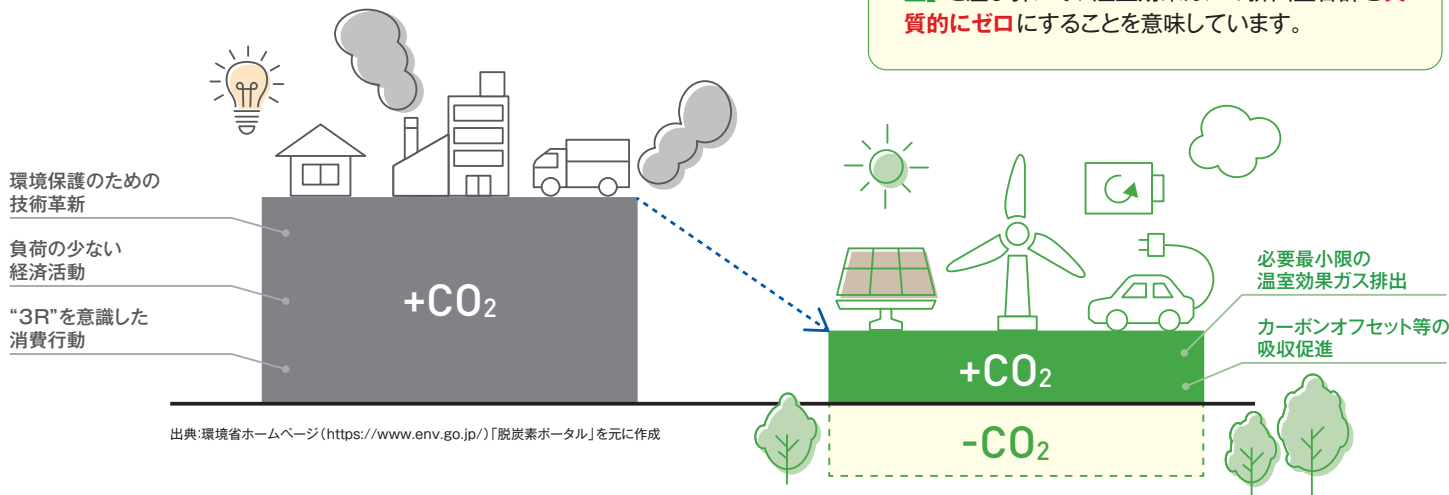 質的にゼロにすることを意味しています。
環境保護のための
技術革新
負荷の少ない
経済活動
“3R”を意識した
消費行動
+CO2
必要最小限の
温室効果ガス排出
カーボンオフセット等の
吸収促進
+CO2
-CO2
出典:環境省ホームページ(https://www.env.go.jp/)「脱炭素ポータル」を元に作成